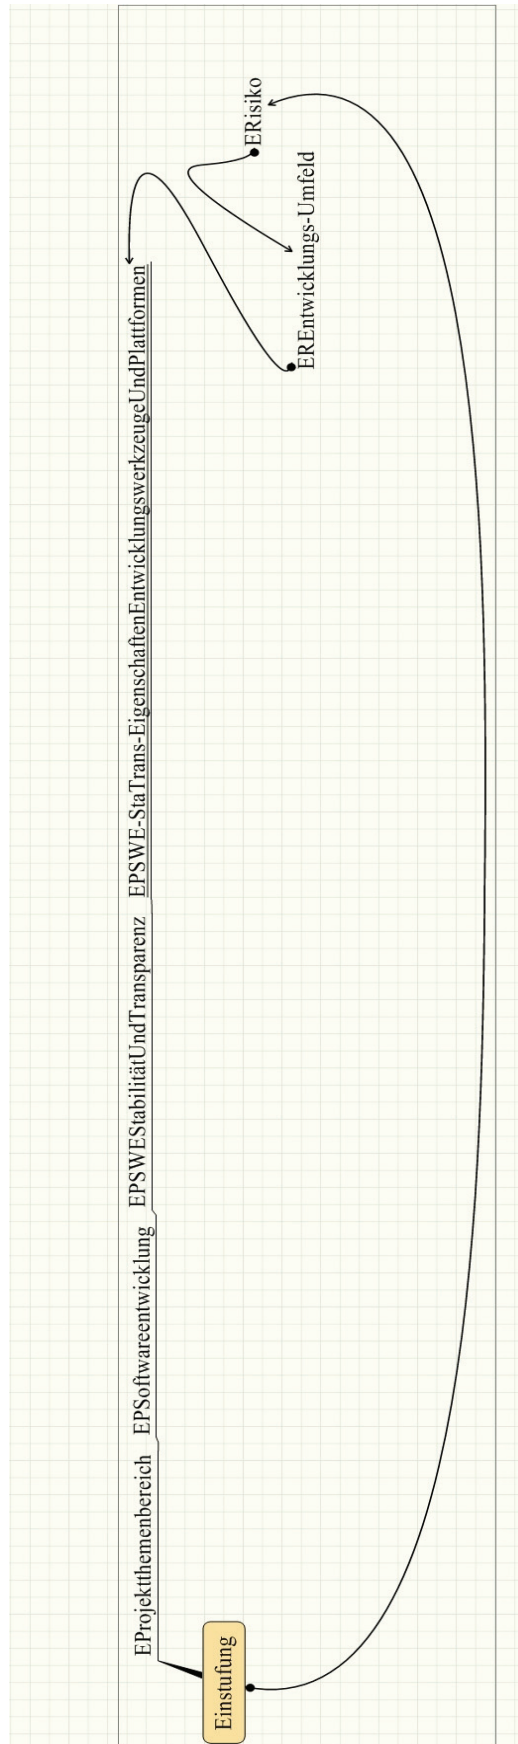 Einstufung
EProjektthemenbereich
EPSoftwareentwicklung
EPSWEStabilitätUndTransparenz
EPSWE-StaTrans-EigenschaftenEntwicklungswerkzeugeUndPlattformen
ERisiko
EREntwicklungs-Umfeld